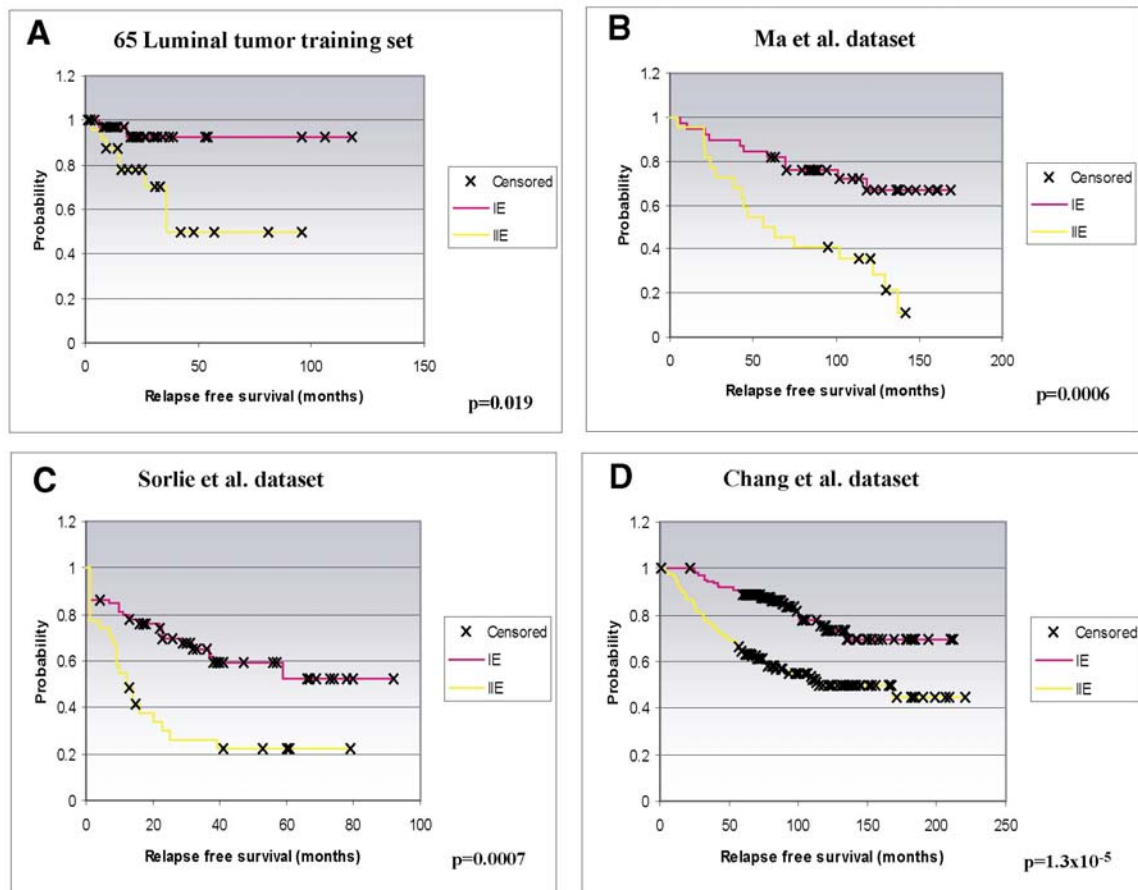 A
65 Luminal tumor training set
1.2
1
0.8
0.6
0.4
0.2
0
Probability
0 50 100 150
Relapse free survival (months)
Censored
IE
IIE
p=0.019
B
Ma et al. dataset
1.2
1
0.8
0.6
0.4
0.2
0
Probability
0 50 100 150 200
Relapse free survival (months)
Censored
IE
IIE
p=0.0006
C
Sorlie et al. dataset
1.2
1
0.8
0.6
0.4
0.2
0
Probability
0 20 40 60 80 100
Relapse free survival (months)
Censored
IE
IIE
p=0.0007
D
Chang et al. dataset
1.2
1
0.8
0.6
0.4
0.2
0
Probability
0 50 100 150 200 250
Relapse free survival (months)
Censored
IE
IIE
p=1.3x10⁻⁵